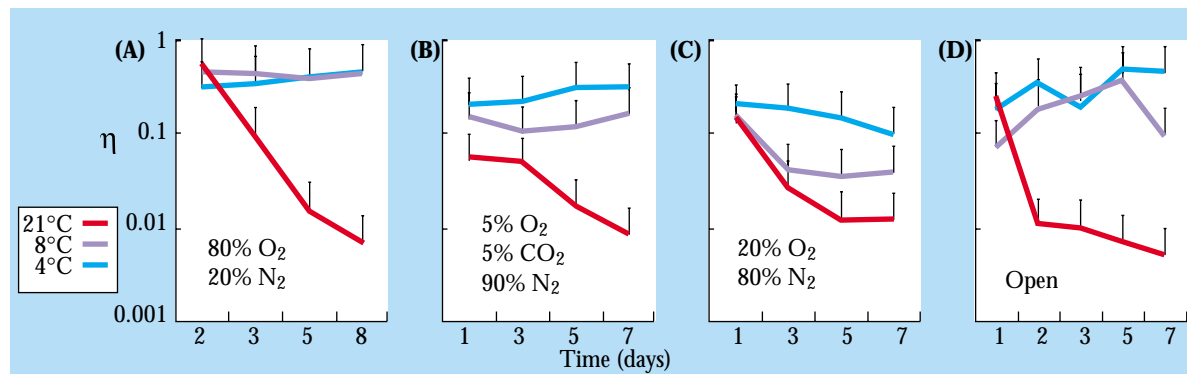 (A) (B) (C) (D)
1
0.1
0.01
0.001
η
21°C
8°C
4°C
80% O₂
20% N₂
5% O₂
5% CO₂
90% N₂
20% O₂
80% N₂
Open
2 3 5 8
1 3 5 7
1 3 5 7
1 2 3 5 7
Time (days)